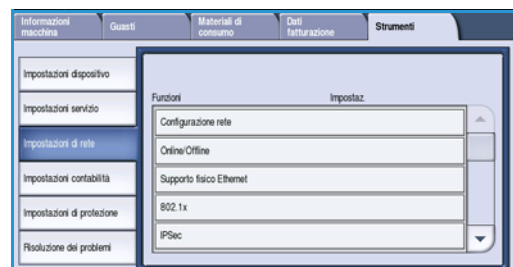 Informazioni macchina
Guasti
Materiali di consumo
Dati fatturazione
Strumenti
Impostazioni dispositivo
Impostazioni servizio
Impostazioni di rete
Impostazioni contabilità
Impostazioni di protezione
Risoluzione dei problemi
Funzioni Impostaz.
Configurazione rete
Online/Offline
Supporto fisico Ethernet
802.1x
IPSec